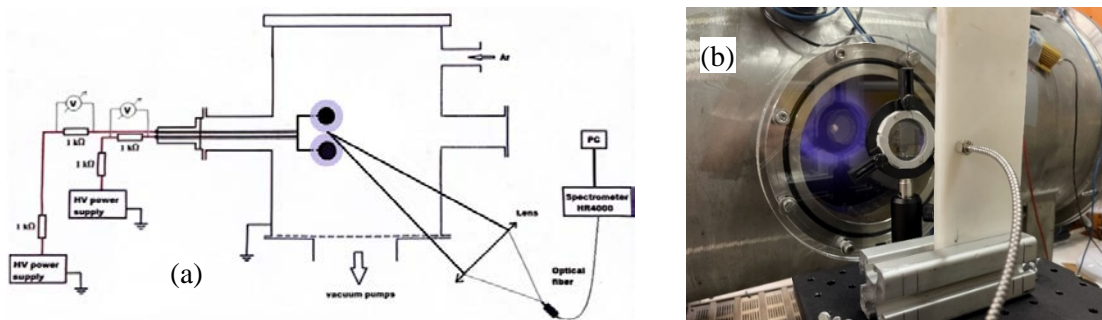 Ar
V
V
1 kΩ
1 kΩ
1 kΩ
1 kΩ
HV power
supply
HV power
supply
PC
Spectrometer
HR4000
Lens
Optical
fiber
vacuum pumps
(a)
(b)